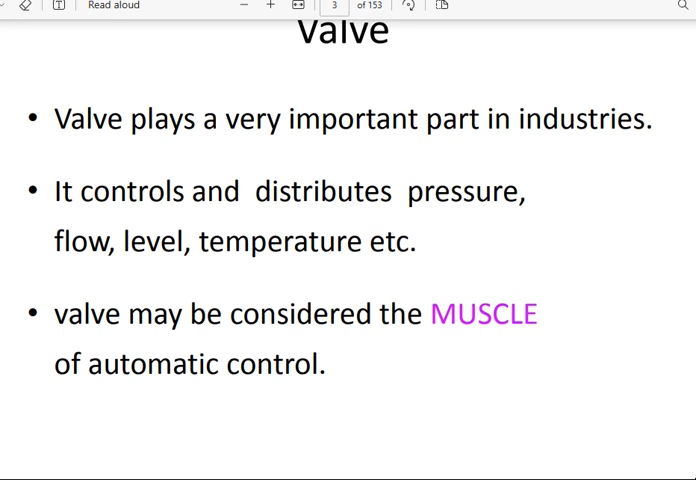 Read aloud 3 of 153
Valve
• Valve plays a very important part in industries.
• It controls and distributes pressure,
flow, level, temperature etc.
• valve may be considered the MUSCLE
of automatic control.